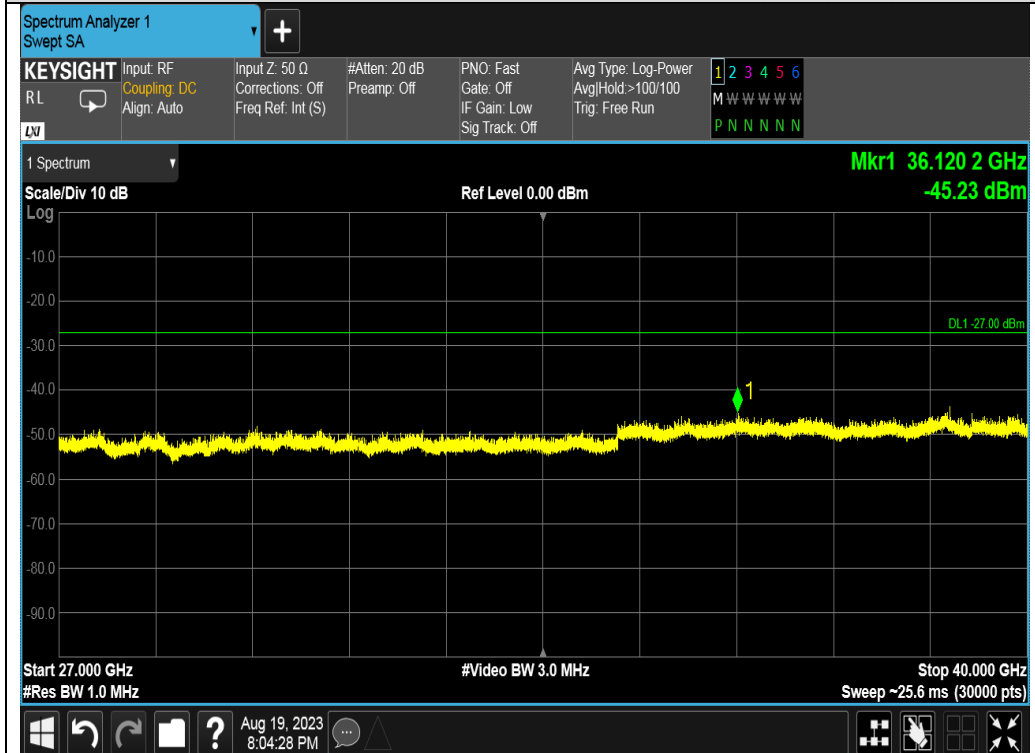 Spectrum Analyzer 1
Swept SA
+
KEYSIGHT
RL
LXI
Input: RF
Coupling: DC
Align: Auto
Input Z: 50 Ω
Corrections: Off
Freq Ref: Int (S)
#Atten: 20 dB
Preamp: Off
PNO: Fast
Gate: Off
IF Gain: Low
Sig Track: Off
Avg Type: Log-Power
Avg|Hold:>100/100
Trig: Free Run
1 2 3 4 5 6
M W W W W W
P N N N N N
1 Spectrum
Mkr1 36.120 2 GHz
Scale/Div 10 dB
Ref Level 0.00 dBm
-45.23 dBm
Log
-10.0
-20.0
DL1 -27.00 dBm
-30.0
-40.0
1
-50.0
-60.0
-70.0
-80.0
-90.0
Start 27.000 GHz
#Video BW 3.0 MHz
Stop 40.000 GHz
#Res BW 1.0 MHz
Sweep ~25.6 ms (30000 pts)
?
Aug 19, 2023
8:04:28 PM